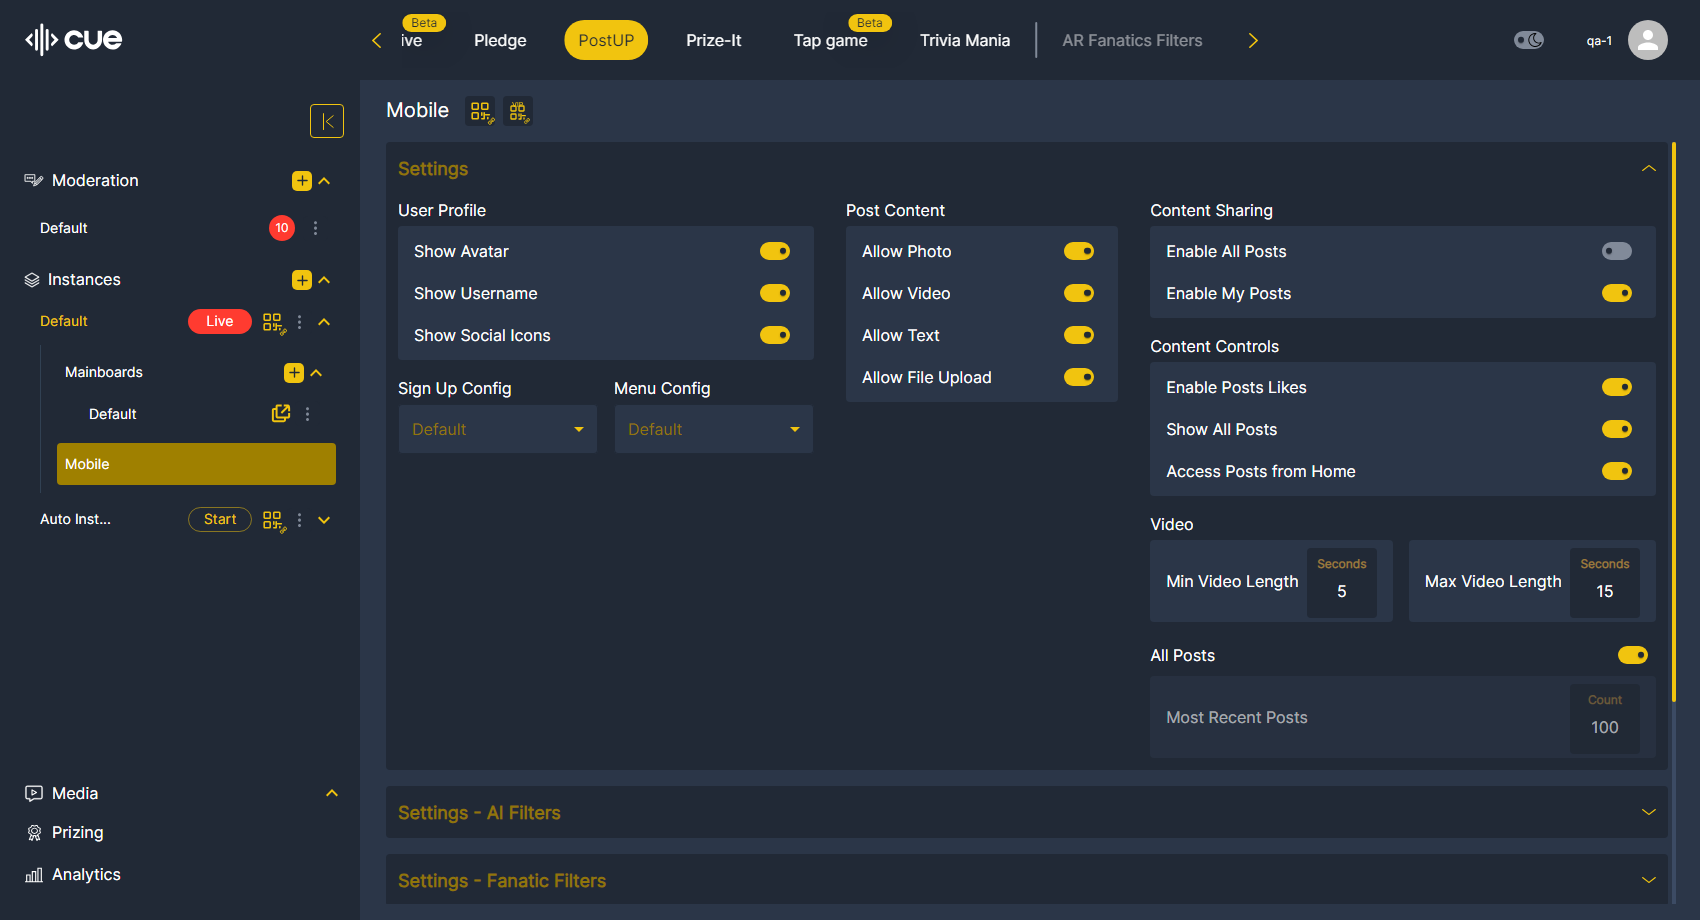 cue
ive
Beta
Pledge
PostUP
Prize-It
Tap game
Beta
Trivia Mania
AR Fanatics Filters
qa-1
Moderation
Default
10
Instances
Default
Live
Mainboards
Default
Mobile
Auto Inst...
Start
Media
Prizing
Analytics
Mobile
Settings
User Profile
Show Avatar
Show Username
Show Social Icons
Sign Up Config
Default
Menu Config
Default
Post Content
Allow Photo
Allow Video
Allow Text
Allow File Upload
Content Sharing
Enable All Posts
Enable My Posts
Content Controls
Enable Posts Likes
Show All Posts
Access Posts from Home
Video
Min Video Length
Seconds
5
Max Video Length
Seconds
15
All Posts
Most Recent Posts
Count
100
Settings - AI Filters
Settings - Fanatic Filters